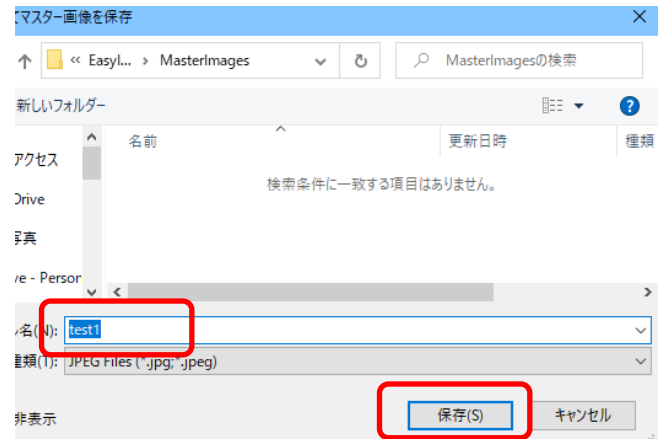 てマスター画像を保存
« EasyI... › MasterImages
MasterImagesの検索
新しいフォルダー
名前
更新日時
種類
アクセス
Drive
写真
ve - Person
検索条件に一致する項目はありません。
ル名(N): test1
種類(T): JPEG Files (*.jpg;*.jpeg)
非表示
保存(S)
キャンセル